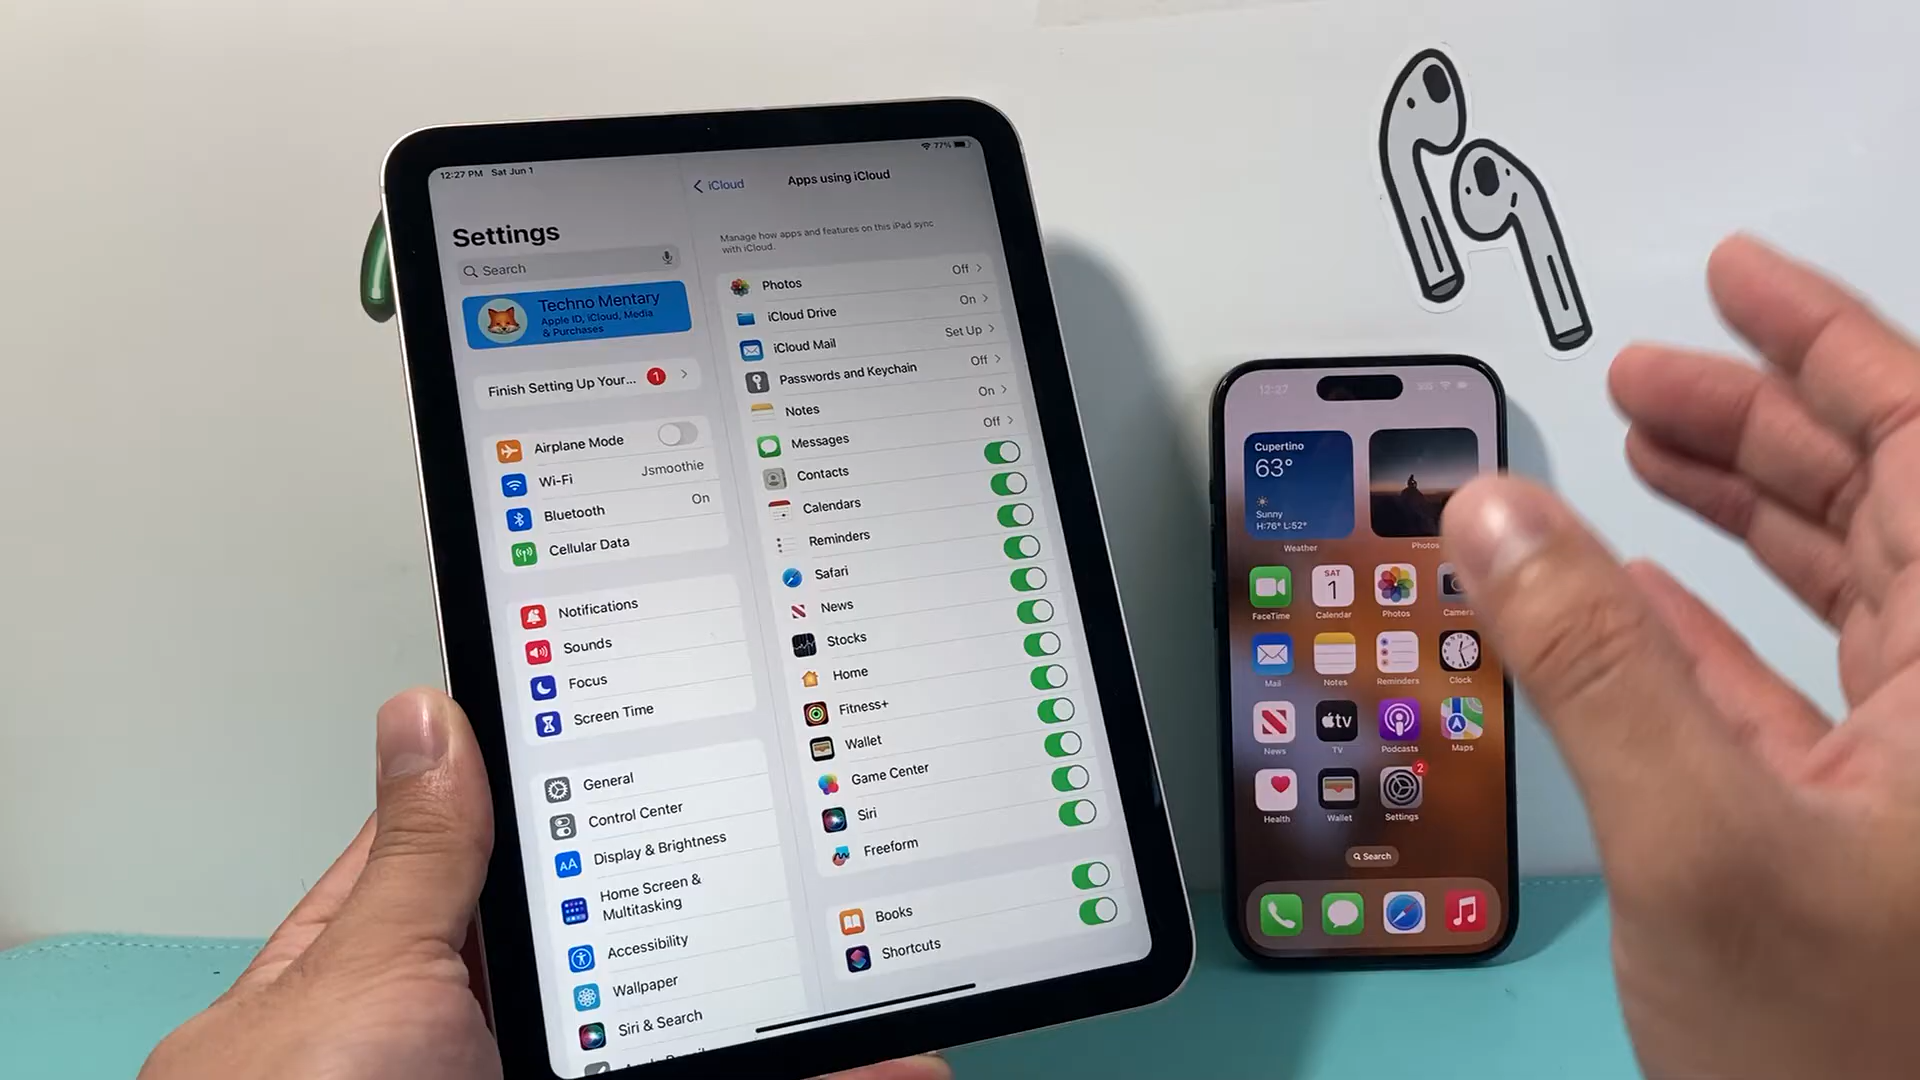 12:27 PM Sat Jun 1
77%
Settings
Search
Techno Mentary
Apple ID, iCloud, Media
& Purchases
Finish Setting Up Your... 1
Airplane Mode
Wi-Fi Jsmoothie
Bluetooth On
Cellular Data
Notifications
Sounds
Focus
Screen Time
General
Control Center
AA Display & Brightness
Home Screen &
Multitasking
Accessibility
Wallpaper
Siri & Search
iCloud
Apps using iCloud
Manage how apps and features on this iPad sync
with iCloud.
Photos Off
iCloud Drive On
iCloud Mail Set Up
Passwords and Keychain Off
Notes On
Messages Off
Contacts
Calendars
Reminders
Safari
News
Stocks
Home
Fitness+
Wallet
Game Center
Siri
Freeform
Books
Shortcuts
12:27
SOS
Cupertino
63°
Sunny
H:76° L:52°
Weather
Photos
SAT
1
FaceTime
Calendar
Photos
Camera
Mail
Notes
Reminders
Clock
tv
News
TV
Podcasts
Maps
2
Health
Wallet
Settings
Search